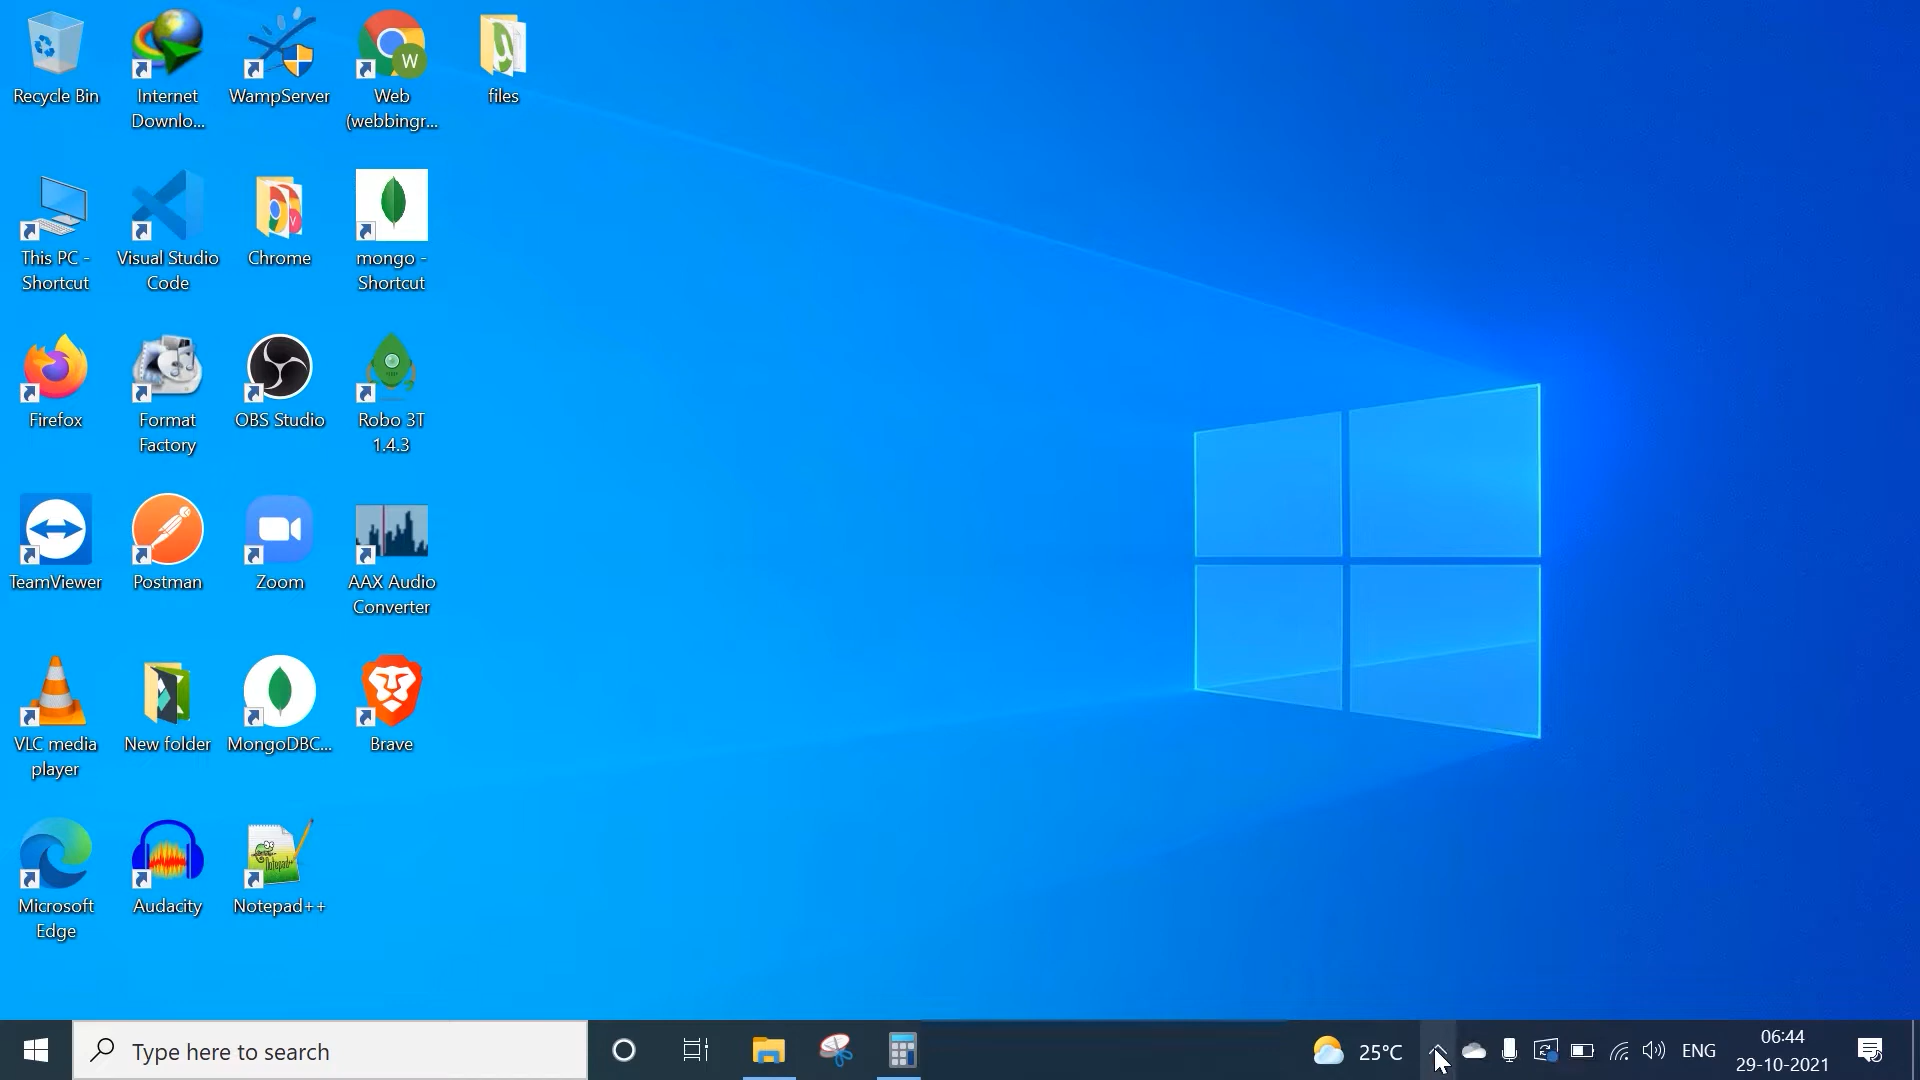 Recycle Bin
Internet
Downlo...
WampServer
W
Web
(webbingr...
files
This PC -
Shortcut
Visual Studio
Code
Chrome
mongo -
Shortcut
Firefox
Format
Factory
OBS Studio
Robo 3T
1.4.3
TeamViewer
Postman
Zoom
AAX Audio
Converter
VLC media
player
New folder
MongoDBC...
Brave
Microsoft
Edge
Audacity
Notepad++
Type here to search
25°C
ENG
06:44
29-10-2021